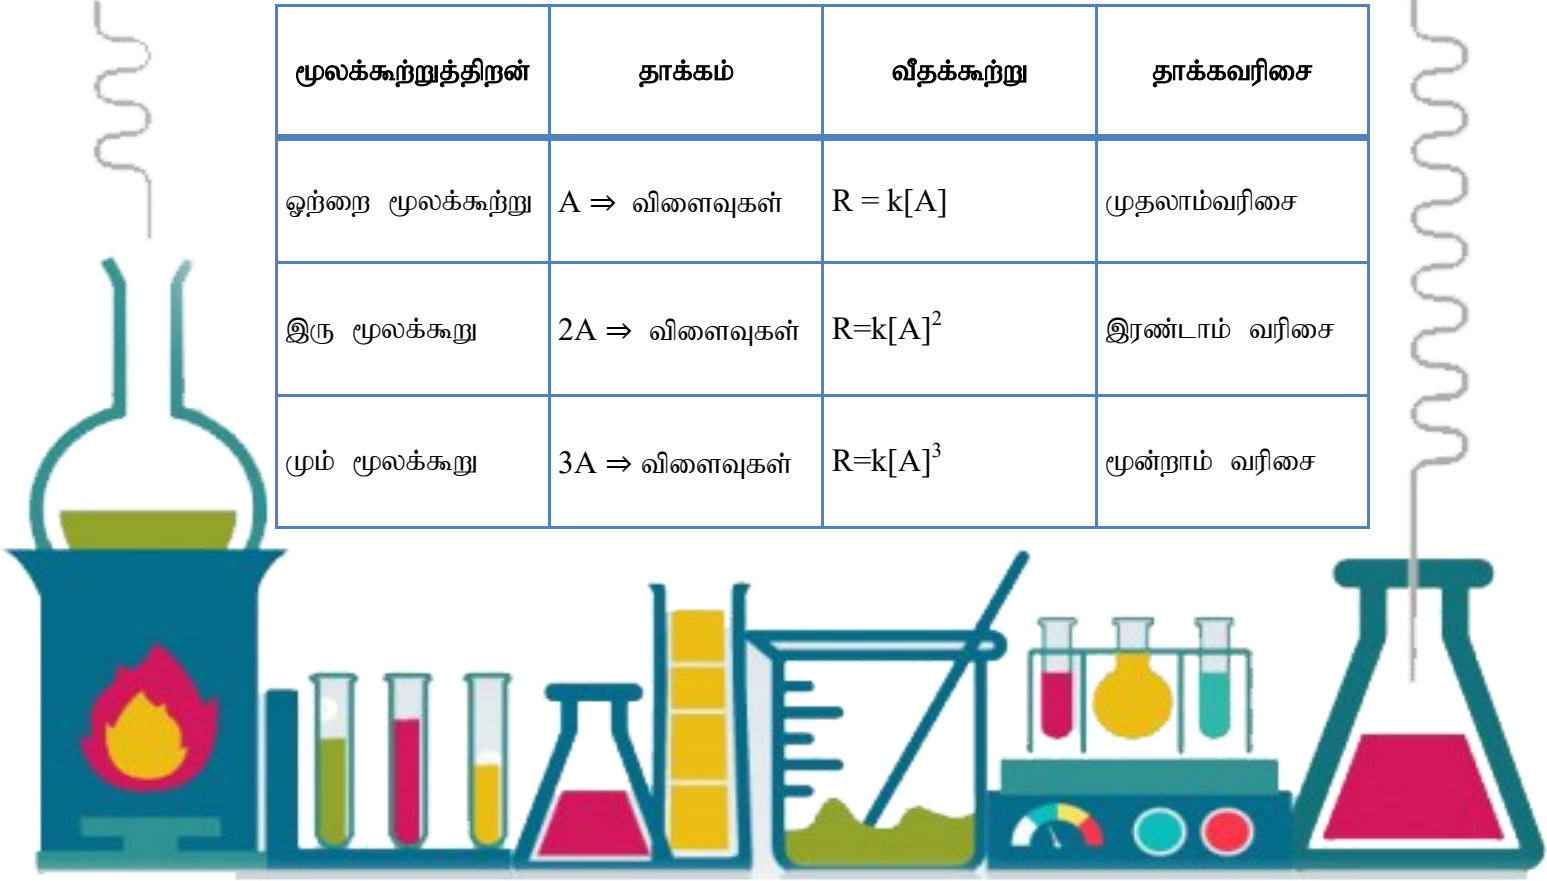 மூலக்கூற்றுத்திறன் தாக்கம் வீதக்கூற்று தாக்கவரிசை
ஓற்றை மூலக்கூற்று A ⇒ விளைவுகள் R = k[A] முதலாம்வரிசை
இரு மூலக்கூறு 2A ⇒ விளைவுகள் R=k[A]² இரண்டாம் வரிசை
மும் மூலக்கூறு 3A ⇒ விளைவுகள் R=k[A]³ மூன்றாம் வரிசை